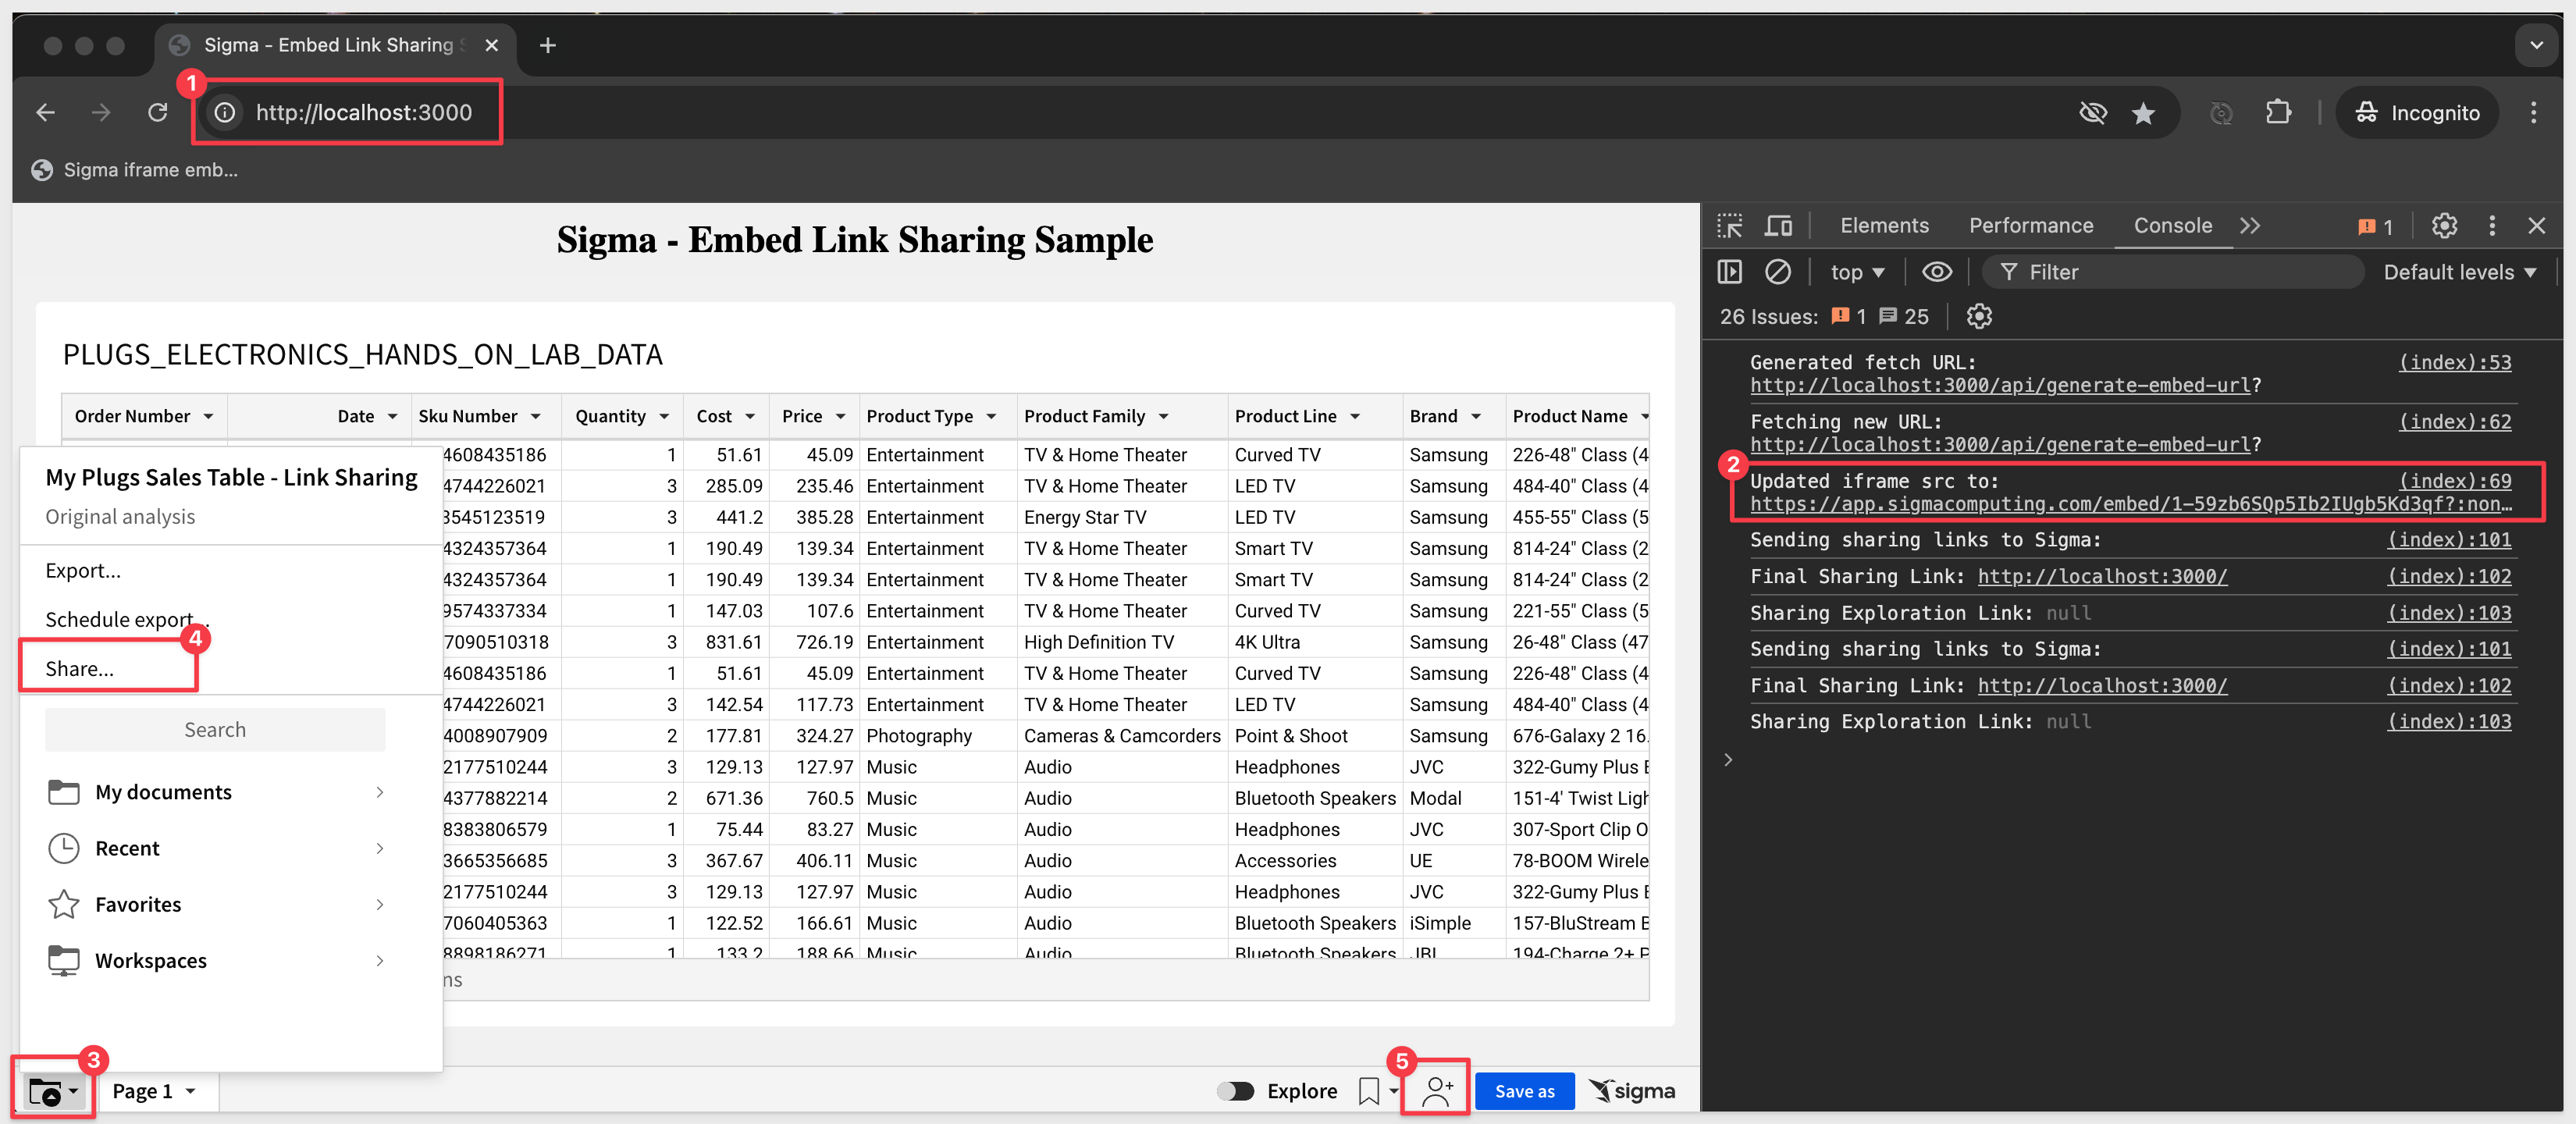 Sigma - Embed Link Sharing
1
http://localhost:3000
Incognito
Sigma iframe emb...
Sigma - Embed Link Sharing Sample
PLUGS_ELECTRONICS_HANDS_ON_LAB_DATA
Order Number Date Sku Number Quantity Cost Price Product Type Product Family Product Line Brand Product Name
4608435186 1 51.61 45.09 Entertainment TV & Home Theater Curved TV Samsung 226-48" Class (4
4744226021 3 285.09 235.46 Entertainment TV & Home Theater LED TV Samsung 484-40" Class (4
3545123519 3 441.2 385.28 Entertainment Energy Star TV LED TV Samsung 455-55" Class (5
4324357364 1 190.49 139.34 Entertainment TV & Home Theater Smart TV Samsung 814-24" Class (2
4324357364 1 190.49 139.34 Entertainment TV & Home Theater Smart TV Samsung 814-24" Class (2
9574337334 1 147.03 107.6 Entertainment TV & Home Theater Curved TV Samsung 221-55" Class (5
7090510318 3 831.61 726.19 Entertainment High Definition TV 4K Ultra Samsung 26-48" Class (47
4608435186 1 51.61 45.09 Entertainment TV & Home Theater Curved TV Samsung 226-48" Class (4
4744226021 3 142.54 117.73 Entertainment TV & Home Theater LED TV Samsung 484-40" Class (4
4008907909 2 177.81 324.27 Photography Cameras & Camcorders Point & Shoot Samsung 676-Galaxy 2 16.
2177510244 3 129.13 127.97 Music Audio Headphones JVC 322-Gumy Plus
4377882214 2 671.36 760.5 Music Audio Bluetooth Speakers Modal 151-4' Twist Ligh
8383806579 1 75.44 83.27 Music Audio Headphones JVC 307-Sport Clip O
3665356685 3 367.67 406.11 Music Audio Accessories UE 78-BOOM Wirele
2177510244 3 129.13 127.97 Music Audio Headphones JVC 322-Gumy Plus
7060405363 1 122.52 166.61 Music Audio Bluetooth Speakers iSimple 157-BluStream
8898186271 1 133.2 188.66 Music Audio Bluetooth Speakers JBL 194-Charge 2+
ns
My Plugs Sales Table - Link Sharing
Original analysis
Export...
Schedule export...
4
Share...
Search
My documents
Recent
Favorites
Workspaces
3
Page 1
Explore
5
Save as
sigma
Elements Performance Console 1
top Filter Default levels
26 Issues: 1 25
Generated fetch URL: (index):53
http://localhost:3000/api/generate-embed-url?
Fetching new URL: (index):62
http://localhost:3000/api/generate-embed-url?
2
Updated iframe src to: (index):69
https://app.sigmacomputing.com/embed/1-59zb6SQp5Ib2IUgb5Kd3qf?:non…
Sending sharing links to Sigma: (index):101
Final Sharing Link: http://localhost:3000/ (index):102
Sharing Exploration Link: null (index):103
Sending sharing links to Sigma: (index):101
Final Sharing Link: http://localhost:3000/ (index):102
Sharing Exploration Link: null (index):103